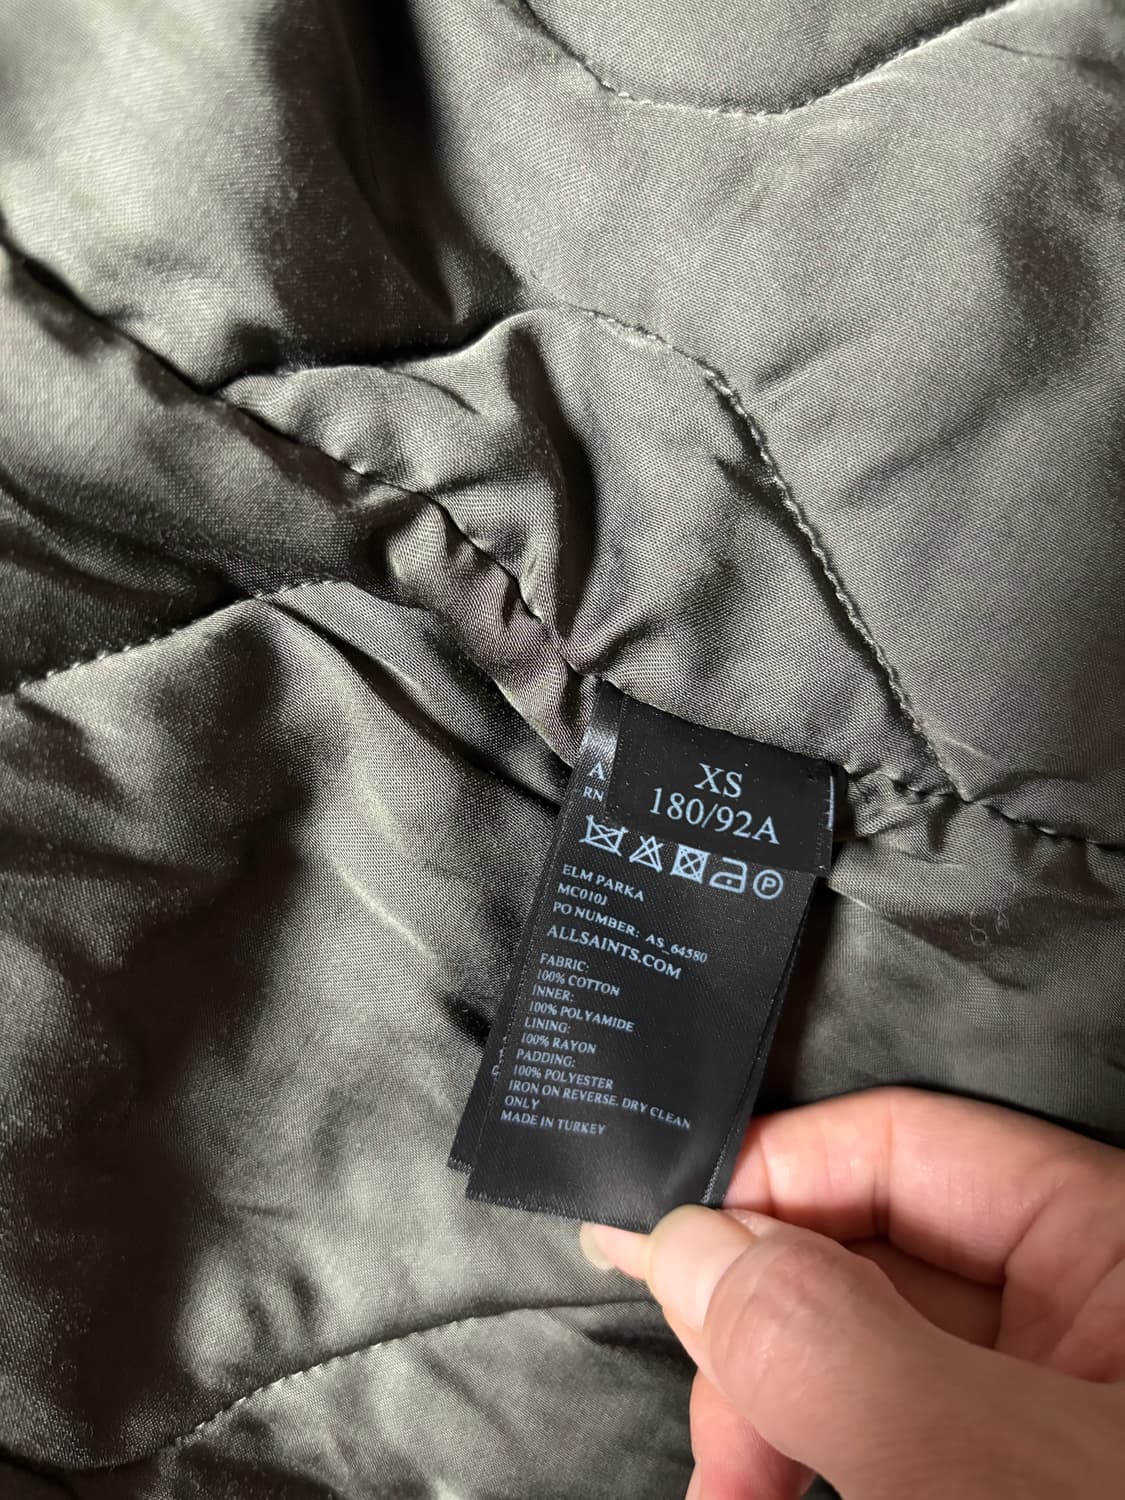 XS
180/92A
A
RN
P
ELM PARKA
MC010J
PO NUMBER: AS_64580
ALLSAINTS.COM
FABRIC:
100% COTTON
INNER:
100% POLYAMIDE
LINING:
100% RAYON
PADDING:
100% POLYESTER
IRON ON REVERSE. DRY CLEAN
ONLY
MADE IN TURKEY